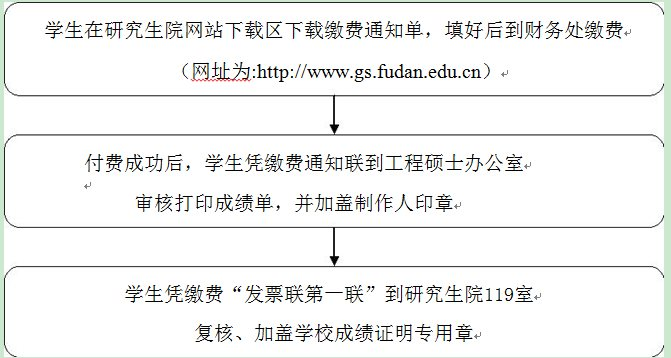 学生在研究生院网站下载区下载缴费通知单，填好后到财务处缴费
（网址为:http://www.gs.fudan.edu.cn）
付费成功后，学生凭缴费通知联到工程硕士办公室
审核打印成绩单，并加盖制作人印章
学生凭缴费“发票联第一联”到研究生院119室
复核、加盖学校成绩证明专用章